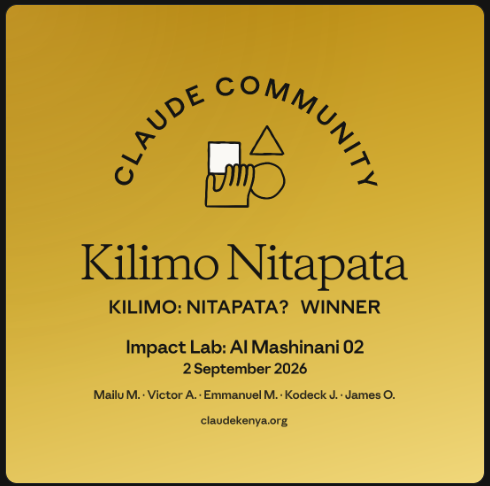 CLAUDE COMMUNITY
Kilimo Nitapata
KILIMO: NITAPATA? WINNER
Impact Lab: AI Mashinani 02
2 September 2026
Mailu M. · Victor A. · Emmanuel M. · Kodeck J. · James O.
claudekenya.org